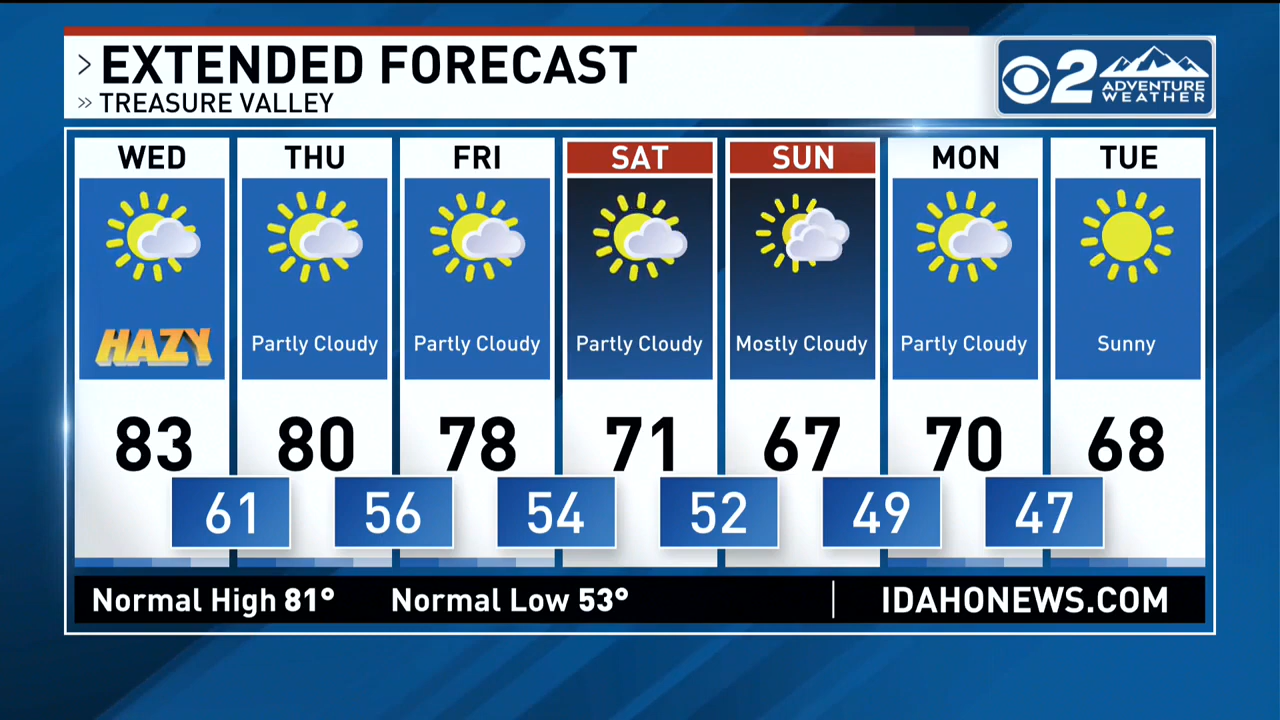 > EXTENDED FORECAST
» TREASURE VALLEY
2 ADVENTURE WEATHER
WED THU FRI SAT SUN MON TUE
HAZY Partly Cloudy Partly Cloudy Partly Cloudy Mostly Cloudy Partly Cloudy Sunny
83 80 78 71 67 70 68
61 56 54 52 49 47
Normal High 81° Normal Low 53° IDAHONEWS.COM